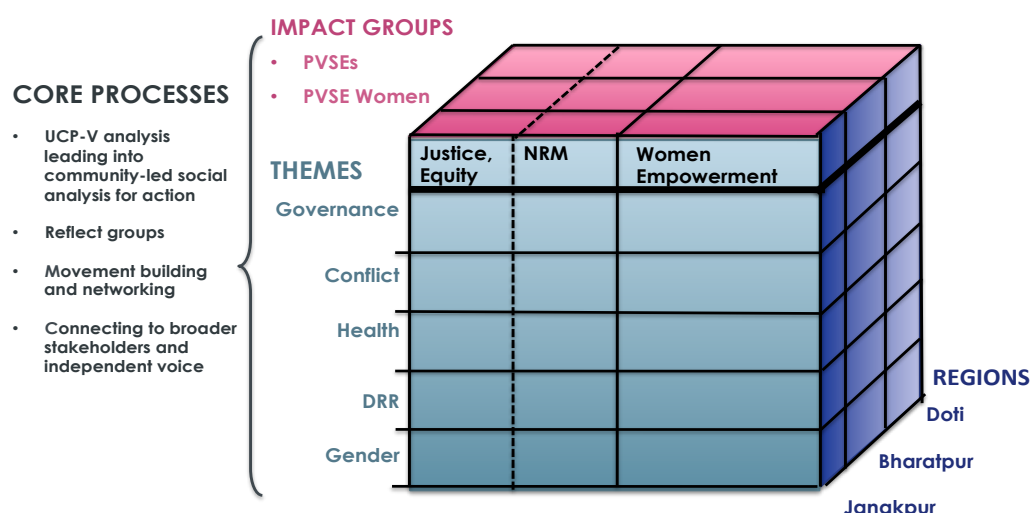 CORE PROCESSES
• UCP-V analysis
leading into
community-led social
analysis for action
• Reflect groups
• Movement building
and networking
• Connecting to broader
stakeholders and
independent voice
IMPACT GROUPS
• PVSEs
• PVSE Women
THEMES
Governance
Conflict
Health
DRR
Gender
Justice,
Equity
NRM
Women
Empowerment
REGIONS
Doti
Bharatpur
Janakpur